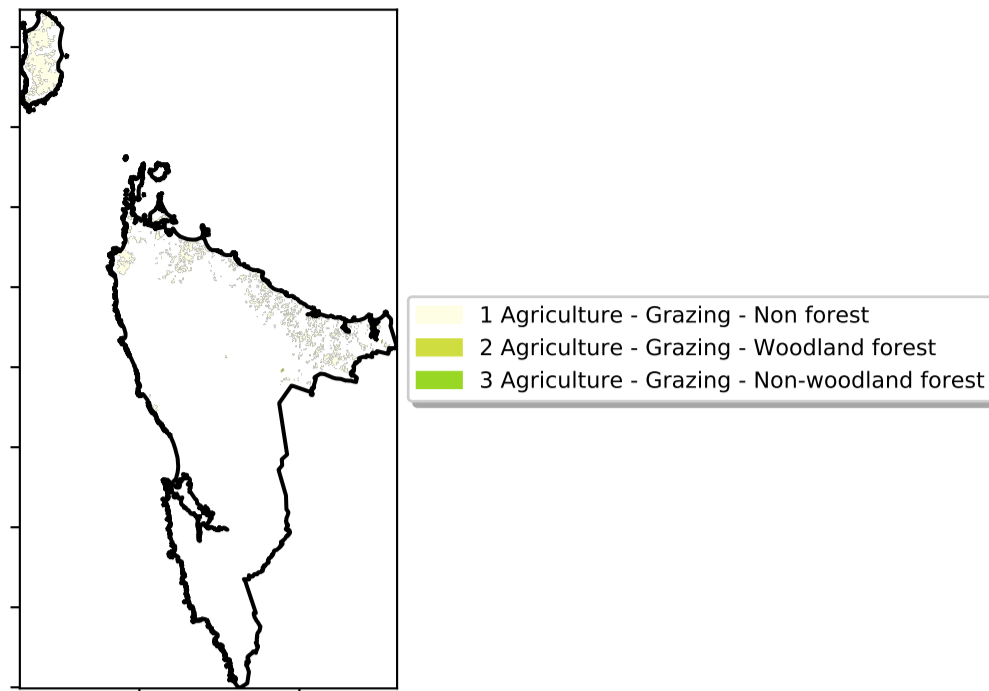 1 Agriculture - Grazing - Non forest
2 Agriculture - Grazing - Woodland forest
3 Agriculture - Grazing - Non-woodland forest